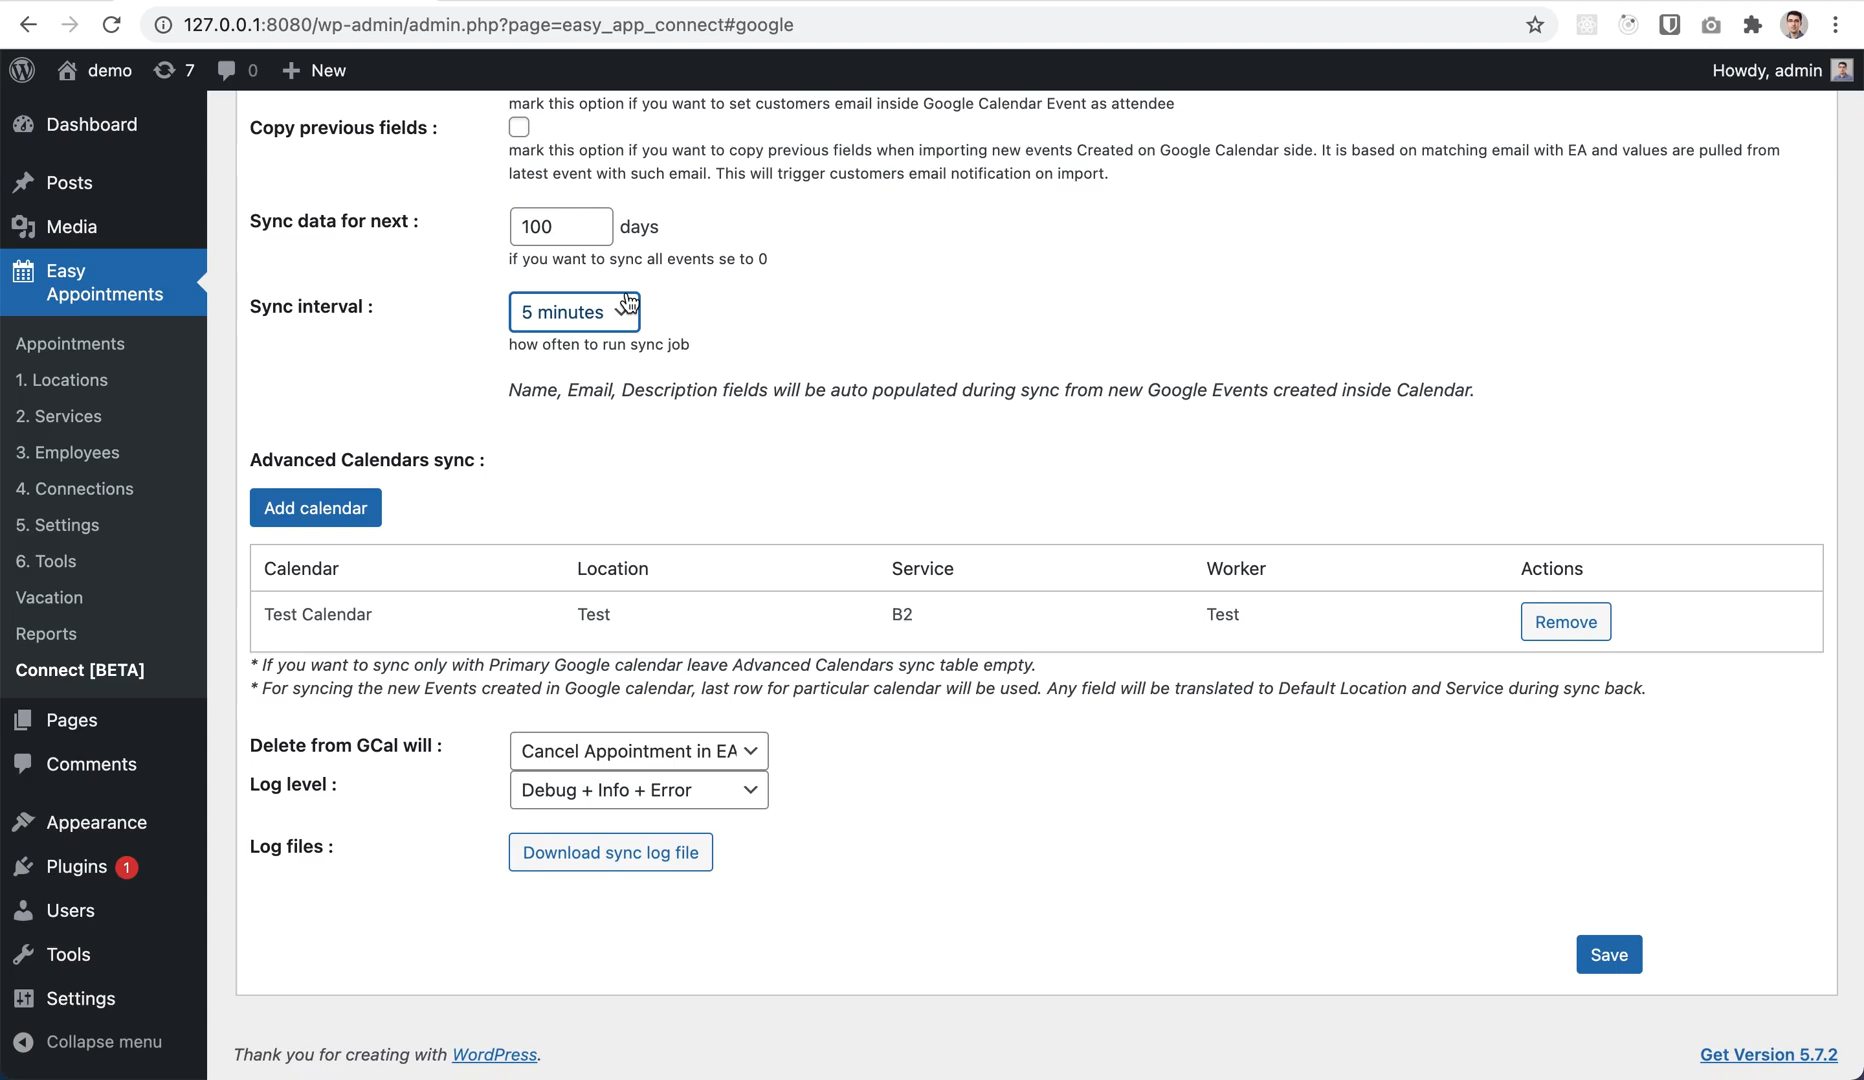 127.0.0.1:8080/wp-admin/admin.php?page=easy_app_connect#google
demo 7 0 New Howdy, admin
Dashboard
Posts
Media
Easy
Appointments
Appointments
1. Locations
2. Services
3. Employees
4. Connections
5. Settings
6. Tools
Vacation
Reports
Connect [BETA]
Pages
Comments
Appearance
Plugins 1
Users
Tools
Settings
Collapse menu
mark this option if you want to set customers email inside Google Calendar Event as attendee
Copy previous fields :
mark this option if you want to copy previous fields when importing new events Created on Google Calendar side. It is based on matching email with EA and values are pulled from
latest event with such email. This will trigger customers email notification on import.
Sync data for next : 100 days
if you want to sync all events se to 0
Sync interval : 5 minutes
how often to run sync job
Name, Email, Description fields will be auto populated during sync from new Google Events created inside Calendar.
Advanced Calendars sync :
Add calendar
Calendar Location Service Worker Actions
Test Calendar Test B2 Test Remove
* If you want to sync only with Primary Google calendar leave Advanced Calendars sync table empty.
* For syncing the new Events created in Google calendar, last row for particular calendar will be used. Any field will be translated to Default Location and Service during sync back.
Delete from GCal will : Cancel Appointment in EA
Log level : Debug + Info + Error
Log files : Download sync log file
Save
Thank you for creating with WordPress. Get Version 5.7.2